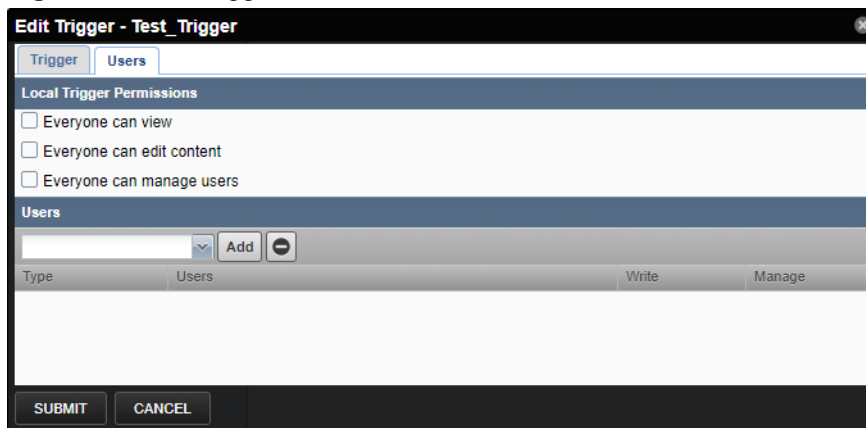 Edit Trigger - Test_Trigger
Trigger Users
Local Trigger Permissions
Everyone can view
Everyone can edit content
Everyone can manage users
Users
Add
Type Users Write Manage
SUBMIT CANCEL